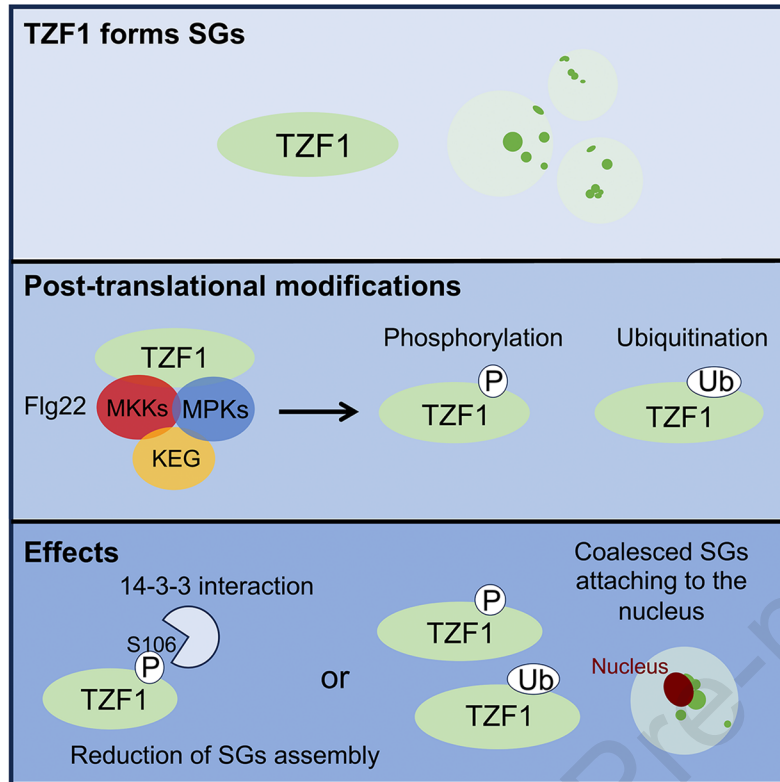 TZF1 forms SGs
TZF1
Post-translational modifications
Phosphorylation
Ubiquitination
TZF1
Flg22
MKKs
MPKs
KEG
P
TZF1
Ub
TZF1
Effects
14-3-3 interaction
S106
P
TZF1
Reduction of SGs assembly
or
P
TZF1
Ub
TZF1
Coalesced SGs
attaching to the
nucleus
Nucleus
Pre-